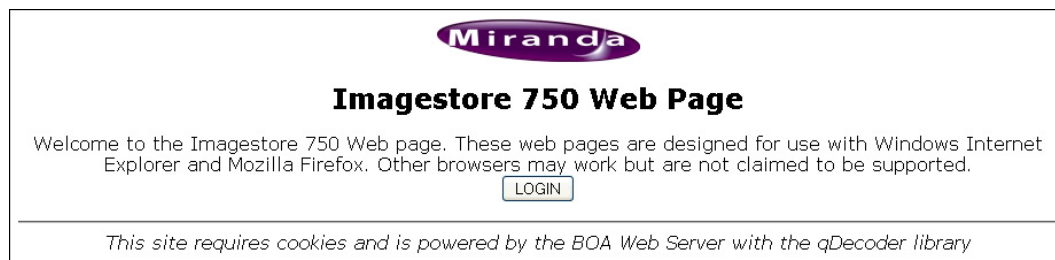 Miranda
Imagestore 750 Web Page
Welcome to the Imagestore 750 Web page. These web pages are designed for use with Windows Internet
Explorer and Mozilla Firefox. Other browsers may work but are not claimed to be supported.
LOGIN
This site requires cookies and is powered by the BOA Web Server with the qDecoder library